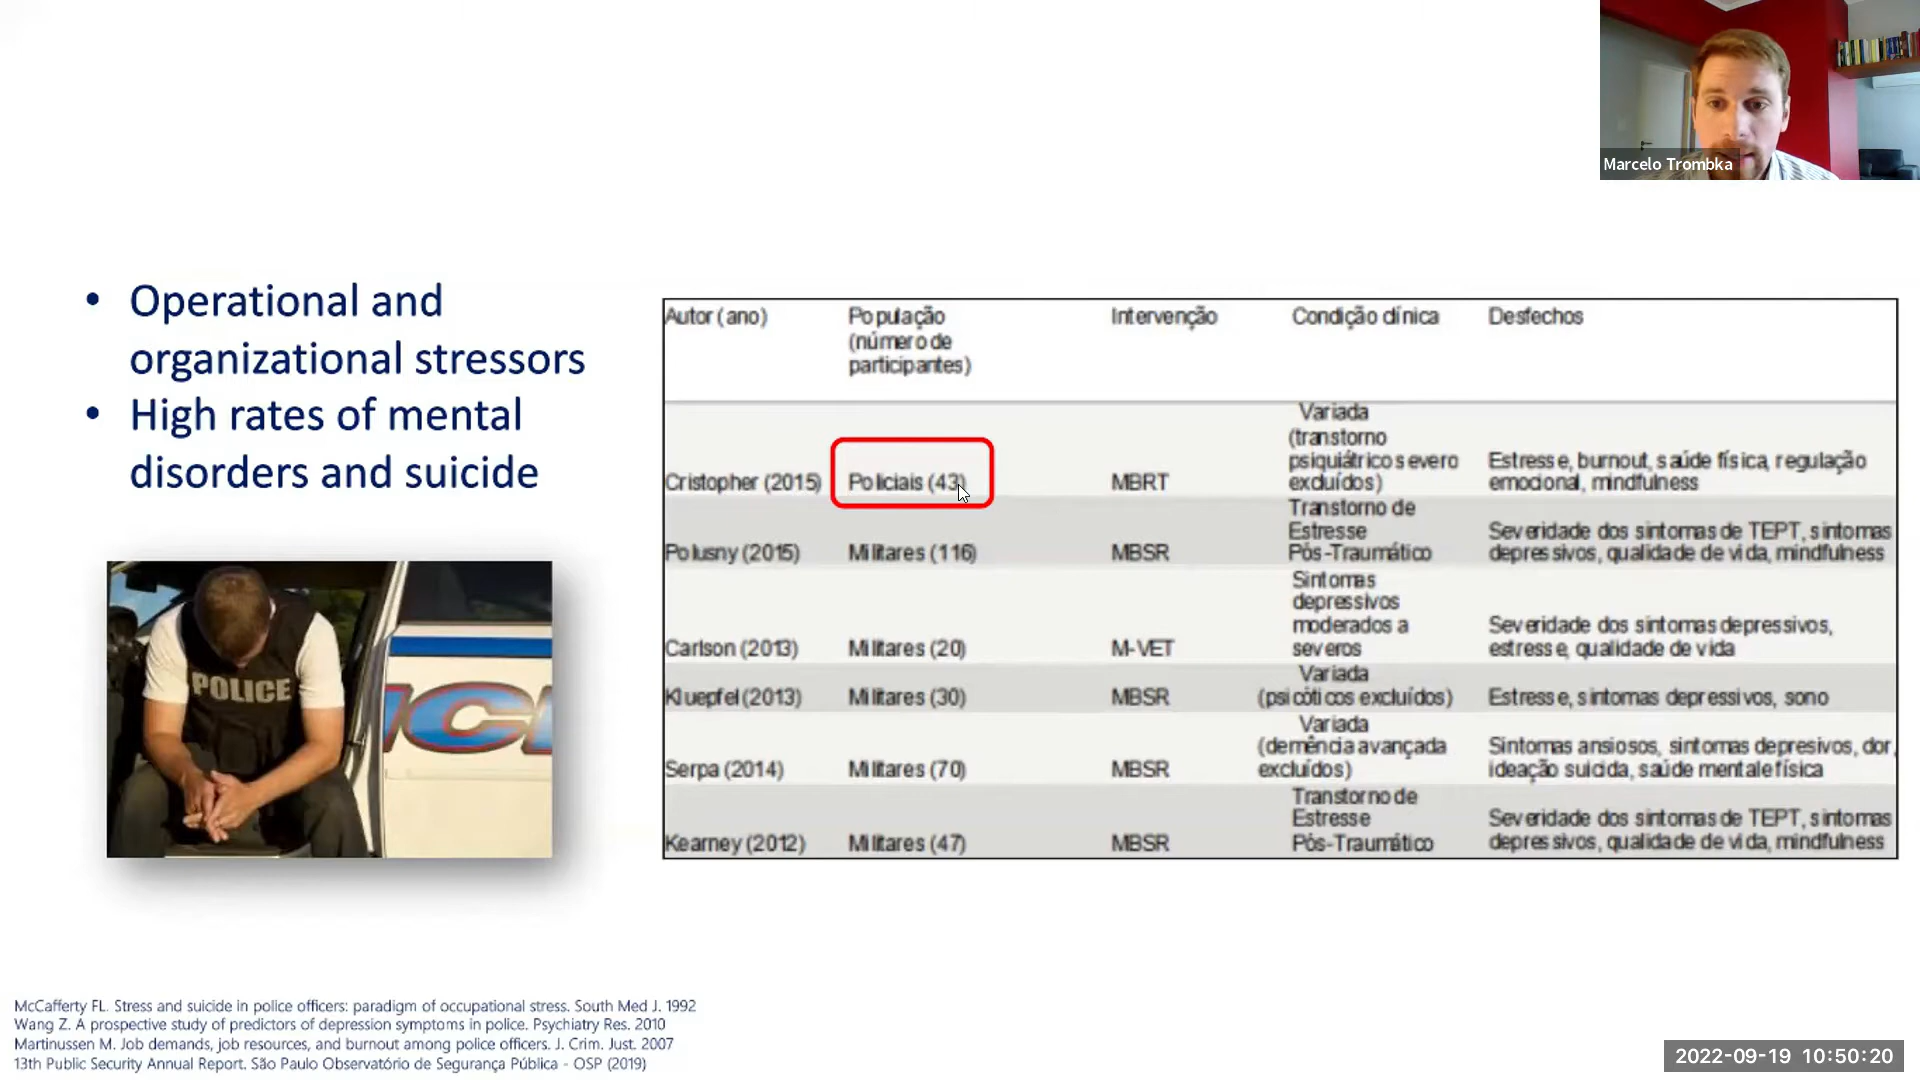 Marcelo Trombka
• Operational and
organizational stressors
• High rates of mental
disorders and suicide
POLICE
Autor (ano)
População
(número de
participantes)
Intervenção
Condição clínica
Desfechos
Cristopher (2015)
Policiais (43)
MBRT
Variada
(transtorno
psiquiátrico severo
excluídos)
Estresse, burnout, saúde física, regulação
emocional, mindfulness
Polusny (2015)
Militares (116)
MBSR
Transtorno de
Estresse
Pós-Traumático
Severidade dos sintomas de TEPT, sintomas
depressivos, qualidade de vida, mindfulness
Carlson (2013)
Militares (20)
M-VET
Sintomas
depressivos
moderados a
severos
Severidade dos sintomas depressivos,
estresse, qualidade de vida
Kluepfel (2013)
Militares (30)
MBSR
Variada
(psicóticos excluídos)
Estresse, sintomas depressivos, sono
Serpa (2014)
Militares (70)
MBSR
Variada
(demência avançada
excluídos)
Sintomas ansiosos, sintomas depresivos, dor,
ideação suicida, saúde mental e física
Kearney (2012)
Militares (47)
MBSR
Transtorno de
Estresse
Pós-Traumático
Severidade dos sintomas de TEPT, sintomas
depressivos, qualidade de vida, mindfulness
McCafferty FL. Stress and suicide in police officers: paradigm of occupational stress. South Med J. 1992
Wang Z. A prospective study of predictors of depression symptoms in police. Psychiatry Res. 2010
Martinussen M. Job demands, job resources, and burnout among police officers. J. Crim. Just. 2007
13th Public Security Annual Report. São Paulo Observatório de Segurança Pública - OSP (2019)
2022-09-19 10:50:20